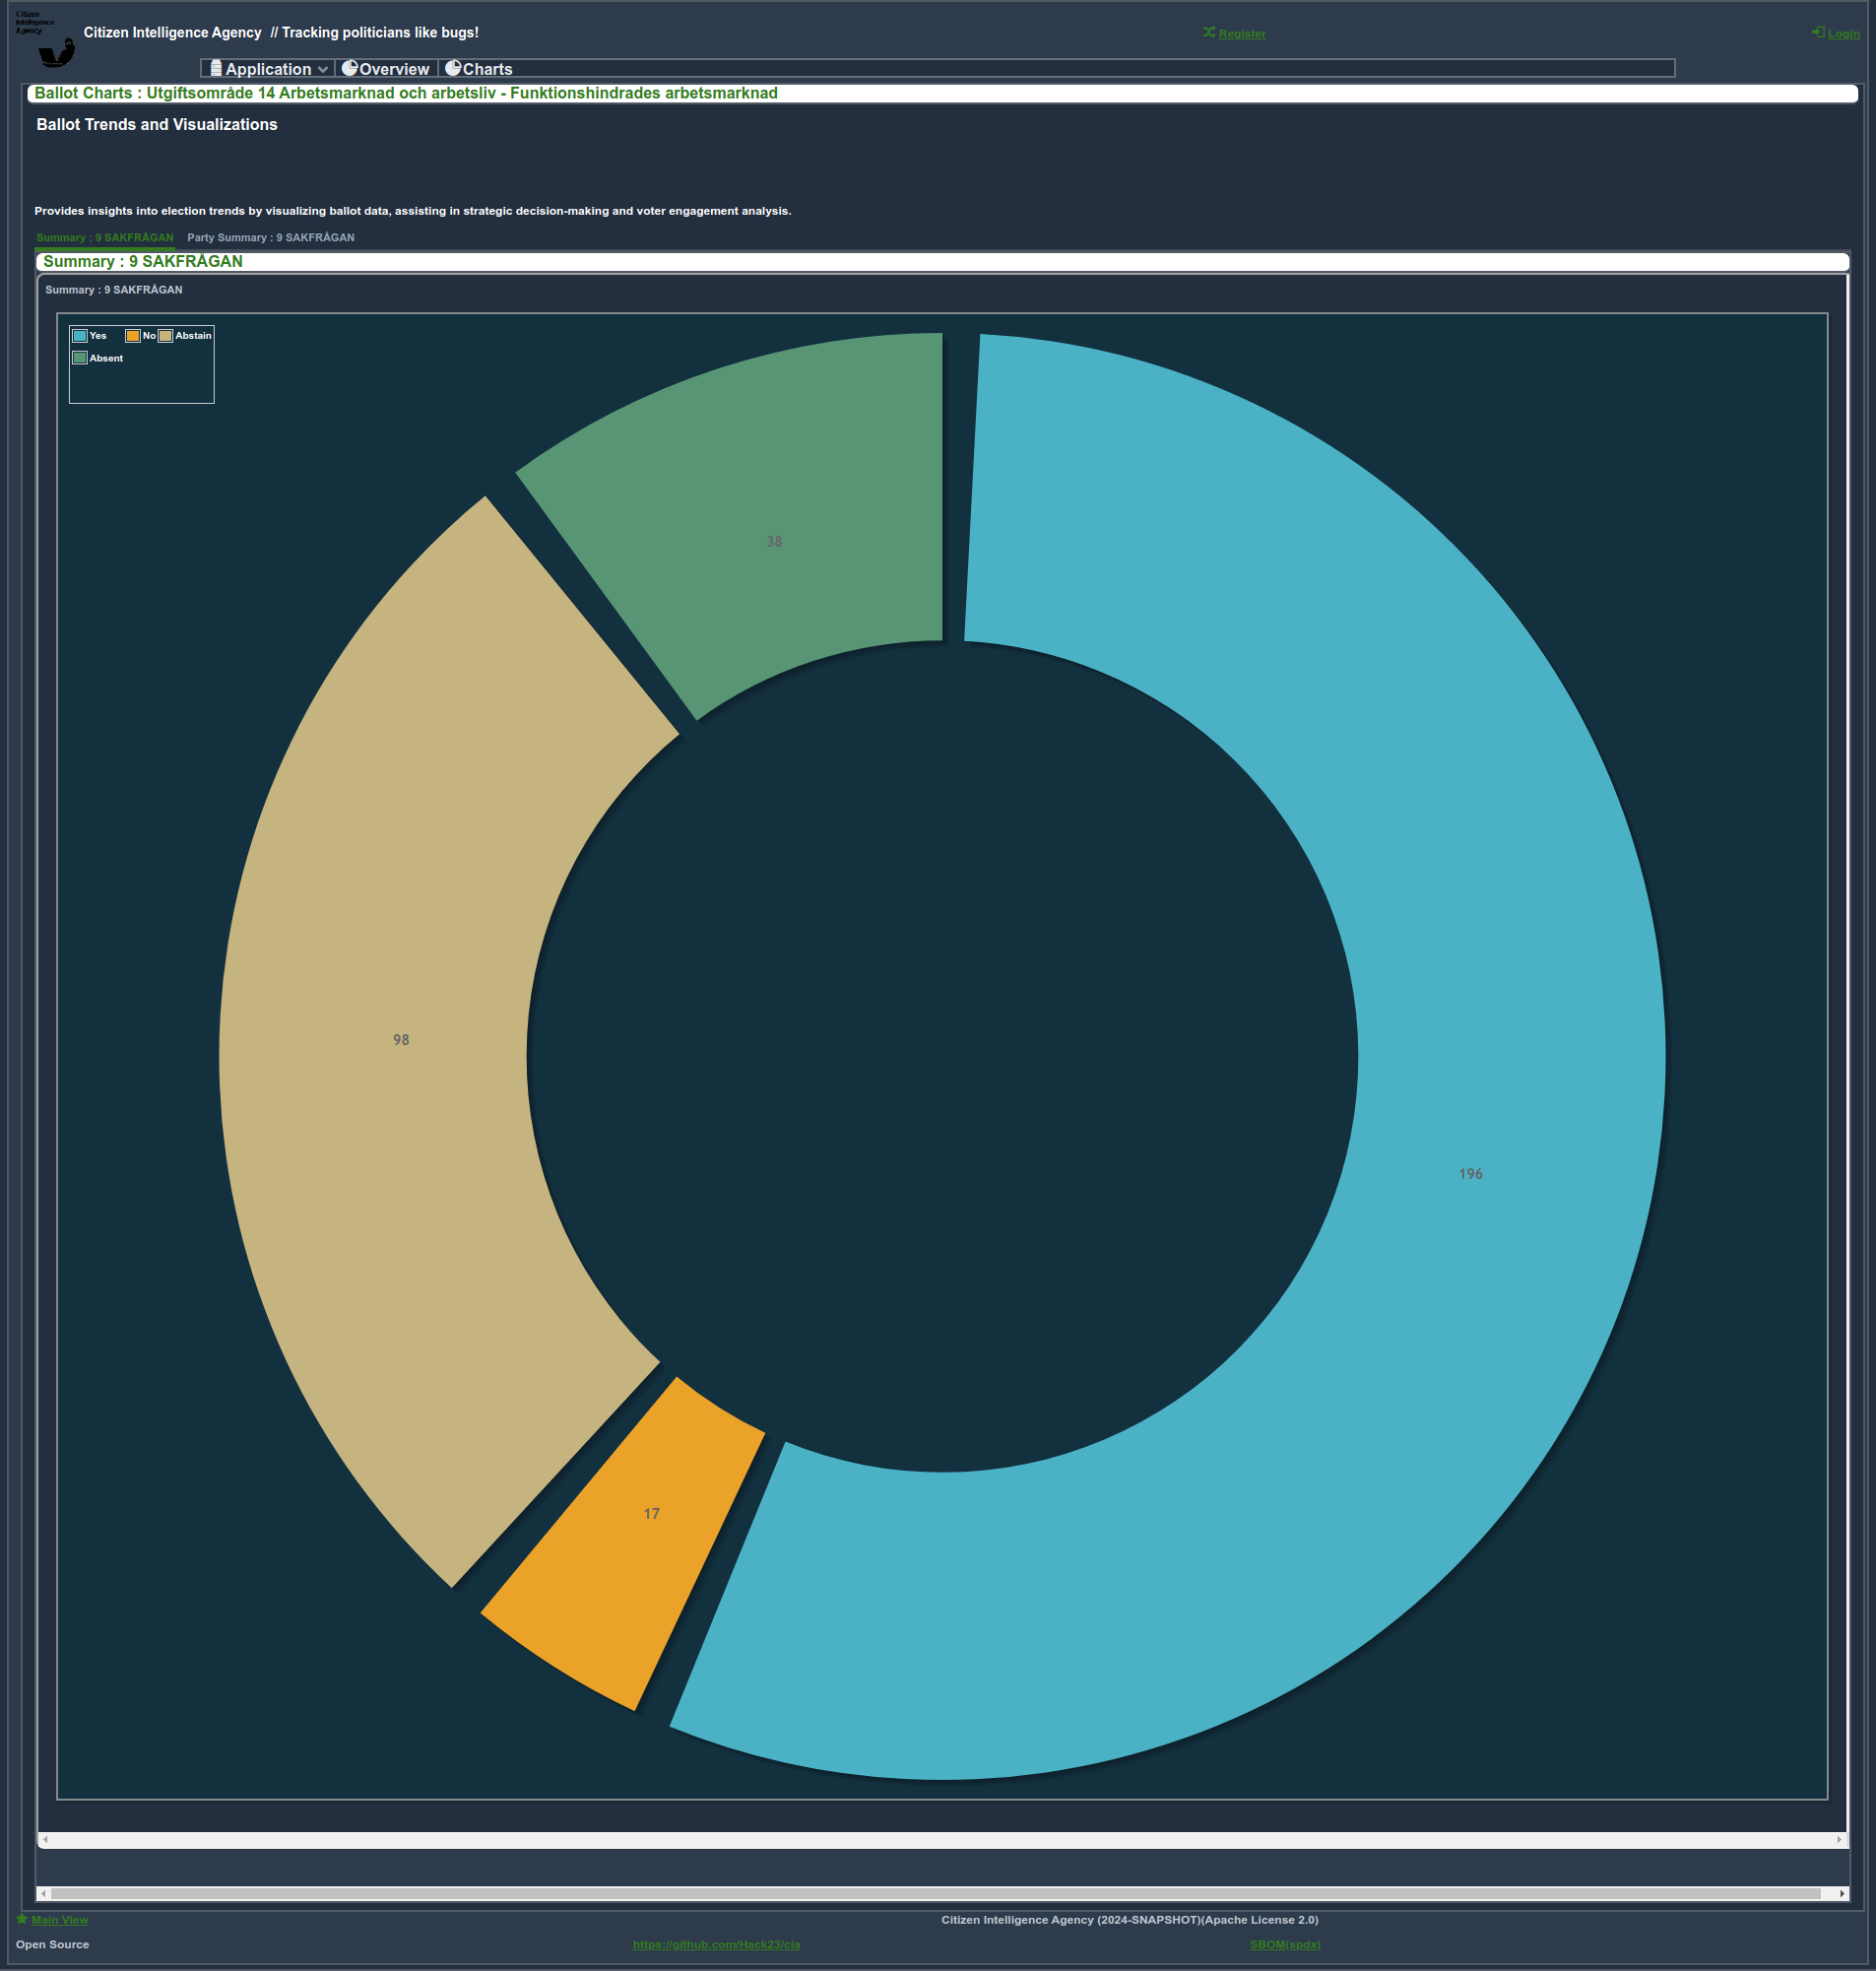 Citizen
Intelligence
Agency
Citizen Intelligence Agency // Tracking politicians like bugs!
Register
Login
Application
Overview
Charts
Ballot Charts : Utgiftsområde 14 Arbetsmarknad och arbetsliv - Funktionshindrades arbetsmarknad
Ballot Trends and Visualizations
Provides insights into election trends by visualizing ballot data, assisting in strategic decision-making and voter engagement analysis.
Summary : 9 SAKFRÅGAN
Party Summary : 9 SAKFRÅGAN
Summary : 9 SAKFRÅGAN
Summary : 9 SAKFRÅGAN
Yes
No
Abstain
Absent
38
98
196
17
Main View
Citizen Intelligence Agency (2024-SNAPSHOT)(Apache License 2.0)
Open Source
https://github.com/Hack23/cia
SBOM(spdx)